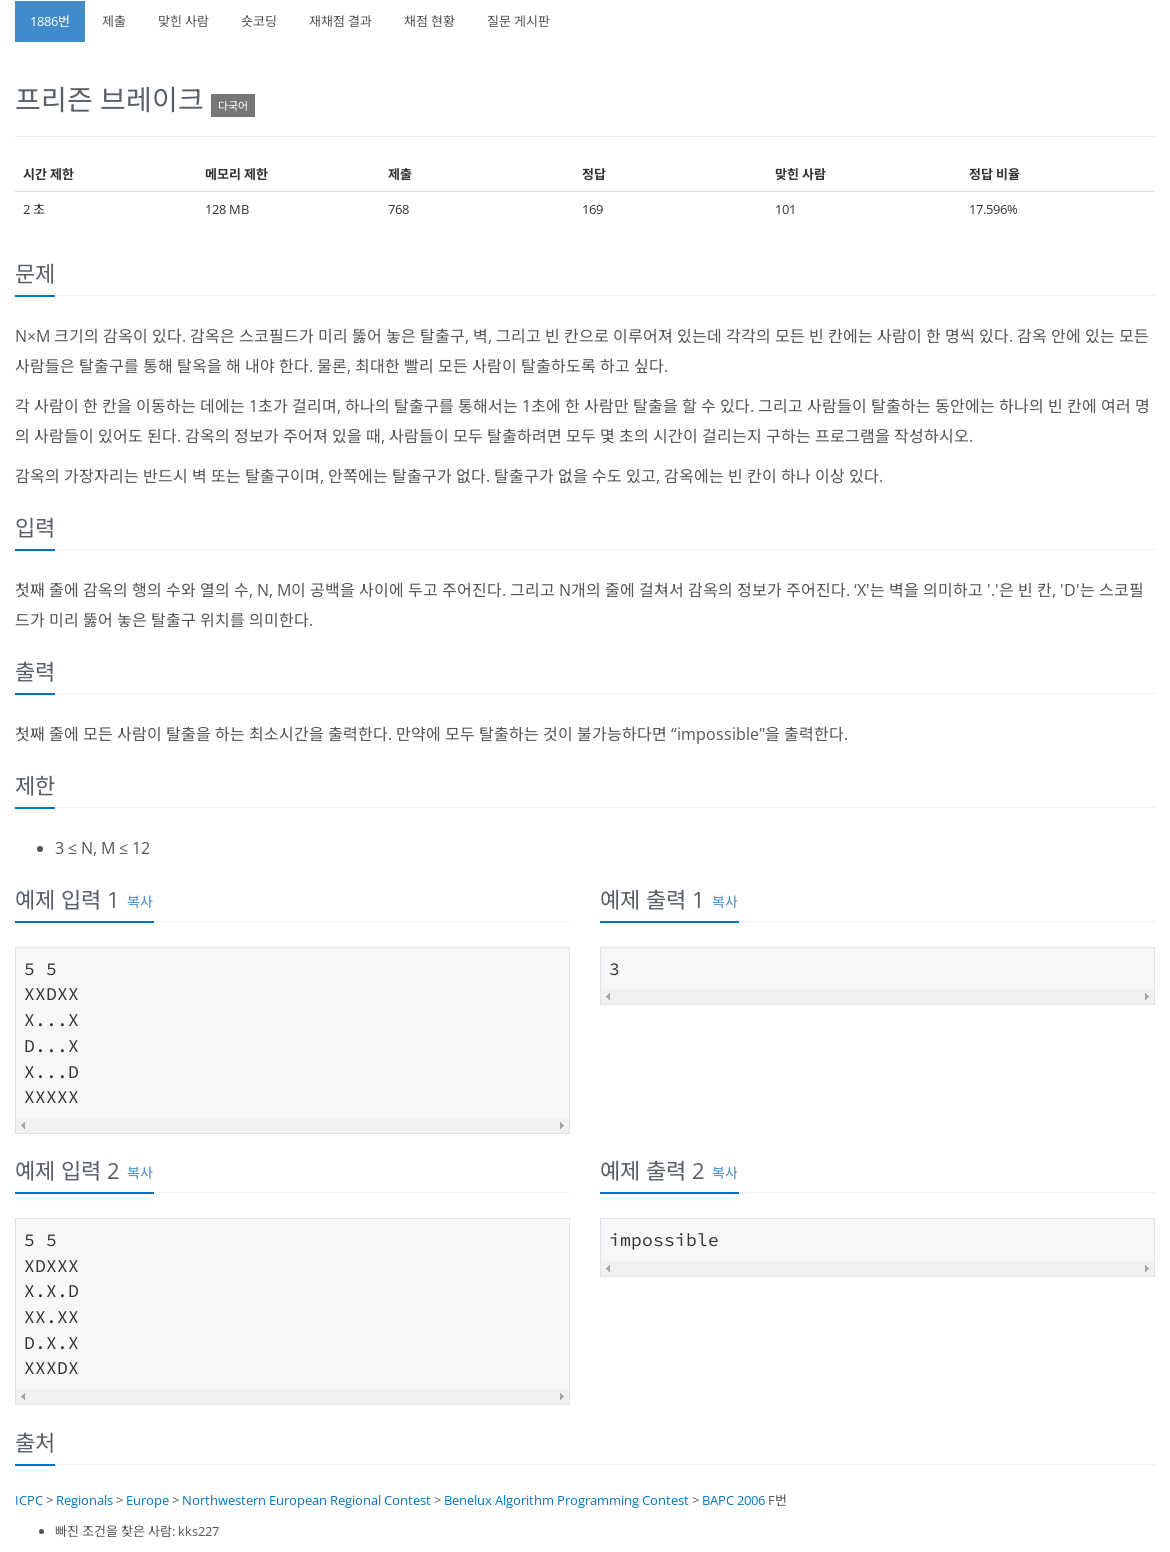 1886번 제출 맞힌 사람 숏코딩 재채점 결과 채점 현황 질문 게시판
프리즌 브레이크 다국어
시간 제한 메모리 제한 제출 정답 맞힌 사람 정답 비율
2 초 128 MB 768 169 101 17.596%
문제
N×M 크기의 감옥이 있다. 감옥은 스코필드가 미리 뚫어 놓은 탈출구, 벽, 그리고 빈 칸으로 이루어져 있는데 각각의 모든 빈 칸에는 사람이 한 명씩 있다. 감옥 안에 있는 모든
사람들은 탈출구를 통해 탈옥을 해 내야 한다. 물론, 최대한 빨리 모든 사람이 탈출하도록 하고 싶다.
각 사람이 한 칸을 이동하는 데에는 1초가 걸리며, 하나의 탈출구를 통해서는 1초에 한 사람만 탈출을 할 수 있다. 그리고 사람들이 탈출하는 동안에는 하나의 빈 칸에 여러 명
의 사람들이 있어도 된다. 감옥의 정보가 주어져 있을 때, 사람들이 모두 탈출하려면 모두 몇 초의 시간이 걸리는지 구하는 프로그램을 작성하시오.
감옥의 가장자리는 반드시 벽 또는 탈출구이며, 안쪽에는 탈출구가 없다. 탈출구가 없을 수도 있고, 감옥에는 빈 칸이 하나 이상 있다.
입력
첫째 줄에 감옥의 행의 수와 열의 수, N, M이 공백을 사이에 두고 주어진다. 그리고 N개의 줄에 걸쳐서 감옥의 정보가 주어진다. ‘X'는 벽을 의미하고 '.'은 빈 칸, 'D'는 스코필
드가 미리 뚫어 놓은 탈출구 위치를 의미한다.
출력
첫째 줄에 모든 사람이 탈출을 하는 최소시간을 출력한다. 만약에 모두 탈출하는 것이 불가능하다면 “impossible"을 출력한다.
제한
• 3 ≤ N, M ≤ 12
예제 입력 1 복사
5 5
XXDXX
X...X
D...X
X...D
XXXXX
예제 출력 1 복사
3
예제 입력 2 복사
5 5
XDXXX
X.X.D
XX.XX
D.X.X
XXXDX
예제 출력 2 복사
impossible
출처
ICPC > Regionals > Europe > Northwestern European Regional Contest > Benelux Algorithm Programming Contest > BAPC 2006 F번
• 빠진 조건을 찾은 사람: kks227